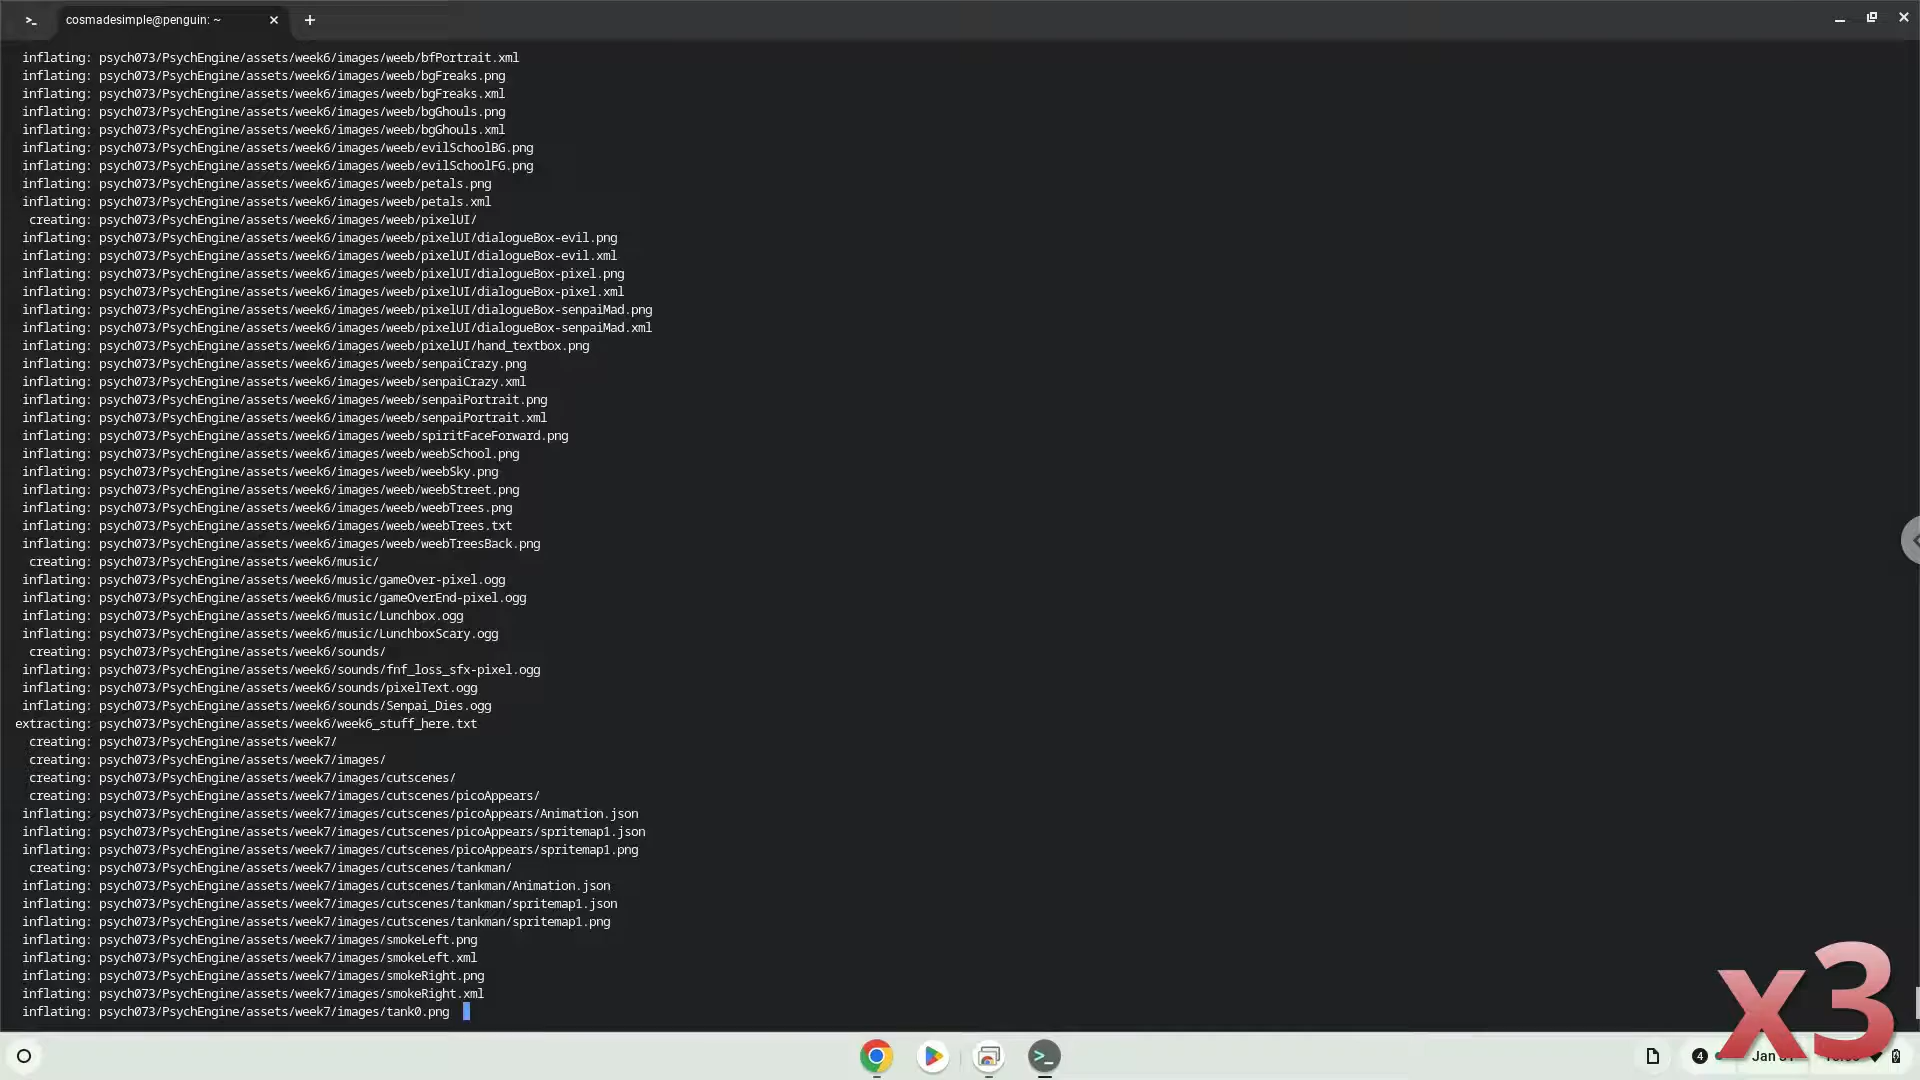 cosmadesimple@penguin: ~
inflating: psych073/PsychEngine/assets/week6/images/weeb/bfPortrait.xml
inflating: psych073/PsychEngine/assets/week6/images/weeb/bgFreaks.png
inflating: psych073/PsychEngine/assets/week6/images/weeb/bgFreaks.xml
inflating: psych073/PsychEngine/assets/week6/images/weeb/bgGhouls.png
inflating: psych073/PsychEngine/assets/week6/images/weeb/bgGhouls.xml
inflating: psych073/PsychEngine/assets/week6/images/weeb/evilSchoolBG.png
inflating: psych073/PsychEngine/assets/week6/images/weeb/evilSchoolFG.png
inflating: psych073/PsychEngine/assets/week6/images/weeb/petals.png
inflating: psych073/PsychEngine/assets/week6/images/weeb/petals.xml
creating: psych073/PsychEngine/assets/week6/images/weeb/pixelUI/
inflating: psych073/PsychEngine/assets/week6/images/weeb/pixelUI/dialogueBox-evil.png
inflating: psych073/PsychEngine/assets/week6/images/weeb/pixelUI/dialogueBox-evil.xml
inflating: psych073/PsychEngine/assets/week6/images/weeb/pixelUI/dialogueBox-pixel.png
inflating: psych073/PsychEngine/assets/week6/images/weeb/pixelUI/dialogueBox-pixel.xml
inflating: psych073/PsychEngine/assets/week6/images/weeb/pixelUI/dialogueBox-senpaiMad.png
inflating: psych073/PsychEngine/assets/week6/images/weeb/pixelUI/dialogueBox-senpaiMad.xml
inflating: psych073/PsychEngine/assets/week6/images/weeb/pixelUI/hand_textbox.png
inflating: psych073/PsychEngine/assets/week6/images/weeb/senpaiCrazy.png
inflating: psych073/PsychEngine/assets/week6/images/weeb/senpaiCrazy.xml
inflating: psych073/PsychEngine/assets/week6/images/weeb/senpaiPortrait.png
inflating: psych073/PsychEngine/assets/week6/images/weeb/senpaiPortrait.xml
inflating: psych073/PsychEngine/assets/week6/images/weeb/spiritFaceForward.png
inflating: psych073/PsychEngine/assets/week6/images/weeb/weebSchool.png
inflating: psych073/PsychEngine/assets/week6/images/weeb/weebSky.png
inflating: psych073/PsychEngine/assets/week6/images/weeb/weebStreet.png
inflating: psych073/PsychEngine/assets/week6/images/weeb/weebTrees.png
inflating: psych073/PsychEngine/assets/week6/images/weeb/weebTrees.txt
inflating: psych073/PsychEngine/assets/week6/images/weeb/weebTreesBack.png
creating: psych073/PsychEngine/assets/week6/music/
inflating: psych073/PsychEngine/assets/week6/music/gameOver-pixel.ogg
inflating: psych073/PsychEngine/assets/week6/music/gameOverEnd-pixel.ogg
inflating: psych073/PsychEngine/assets/week6/music/Lunchbox.ogg
inflating: psych073/PsychEngine/assets/week6/music/LunchboxScary.ogg
creating: psych073/PsychEngine/assets/week6/sounds/
inflating: psych073/PsychEngine/assets/week6/sounds/fnf_loss_sfx-pixel.ogg
inflating: psych073/PsychEngine/assets/week6/sounds/pixelText.ogg
inflating: psych073/PsychEngine/assets/week6/sounds/Senpai_Dies.ogg
extracting: psych073/PsychEngine/assets/week6/week6_stuff_here.txt
creating: psych073/PsychEngine/assets/week7/
creating: psych073/PsychEngine/assets/week7/images/
creating: psych073/PsychEngine/assets/week7/images/cutscenes/
creating: psych073/PsychEngine/assets/week7/images/cutscenes/picoAppears/
inflating: psych073/PsychEngine/assets/week7/images/cutscenes/picoAppears/Animation.json
inflating: psych073/PsychEngine/assets/week7/images/cutscenes/picoAppears/spritemap1.json
inflating: psych073/PsychEngine/assets/week7/images/cutscenes/picoAppears/spritemap1.png
creating: psych073/PsychEngine/assets/week7/images/cutscenes/tankman/
inflating: psych073/PsychEngine/assets/week7/images/cutscenes/tankman/Animation.json
inflating: psych073/PsychEngine/assets/week7/images/cutscenes/tankman/spritemap1.json
inflating: psych073/PsychEngine/assets/week7/images/cutscenes/tankman/spritemap1.png
inflating: psych073/PsychEngine/assets/week7/images/smokeLeft.png
inflating: psych073/PsychEngine/assets/week7/images/smokeLeft.xml
inflating: psych073/PsychEngine/assets/week7/images/smokeRight.png
inflating: psych073/PsychEngine/assets/week7/images/smokeRight.xml
inflating: psych073/PsychEngine/assets/week7/images/tank0.png
x3
4 Jan